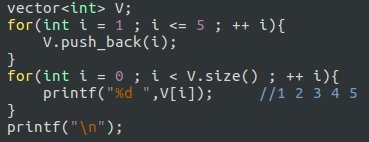 vector<int> V;
for(int i = 1 ; i <= 5 ; ++ i){
    V.push_back(i);
}
for(int i = 0 ; i < V.size() ; ++ i){
    printf("%d ",V[i]);     //1 2 3 4 5
}
printf("\n");